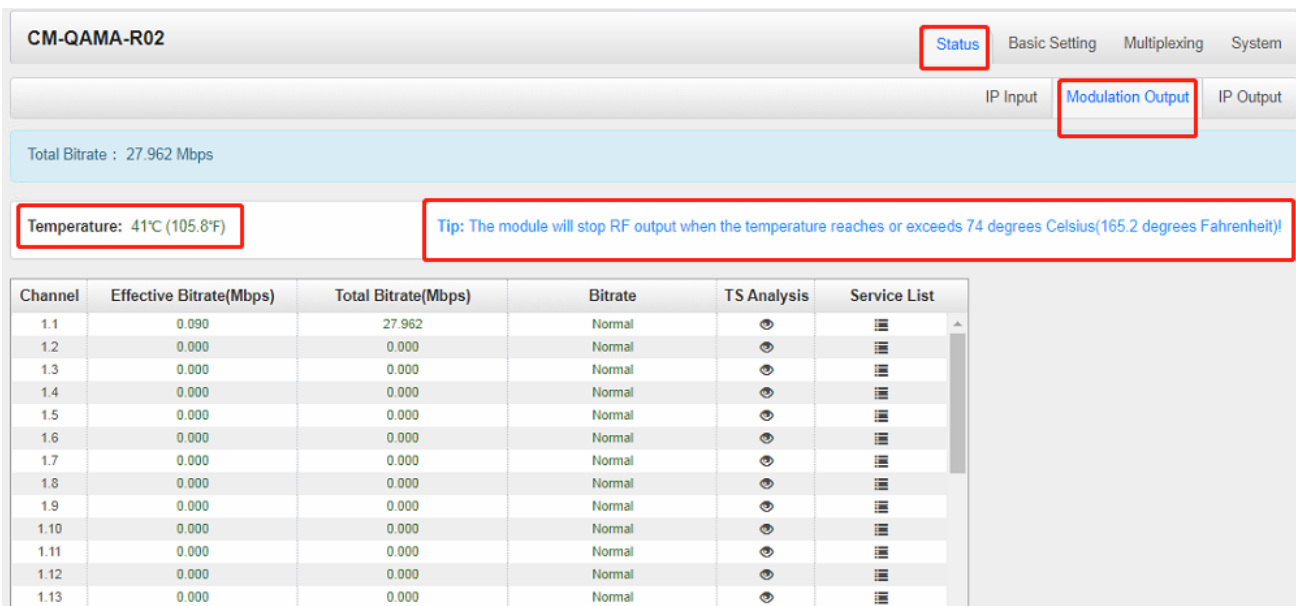 CM-QAMA-R02
Status Basic Setting Multiplexing System
IP Input Modulation Output IP Output
Total Bitrate : 27.962 Mbps
Temperature: 41℃ (105.8℉) Tip: The module will stop RF output when the temperature reaches or exceeds 74 degrees Celsius(165.2 degrees Fahrenheit)!
Channel Effective Bitrate(Mbps) Total Bitrate(Mbps) Bitrate TS Analysis Service List
1.1 0.090 27.962 Normal
1.2 0.000 0.000 Normal
1.3 0.000 0.000 Normal
1.4 0.000 0.000 Normal
1.5 0.000 0.000 Normal
1.6 0.000 0.000 Normal
1.7 0.000 0.000 Normal
1.8 0.000 0.000 Normal
1.9 0.000 0.000 Normal
1.10 0.000 0.000 Normal
1.11 0.000 0.000 Normal
1.12 0.000 0.000 Normal
1.13 0.000 0.000 Normal